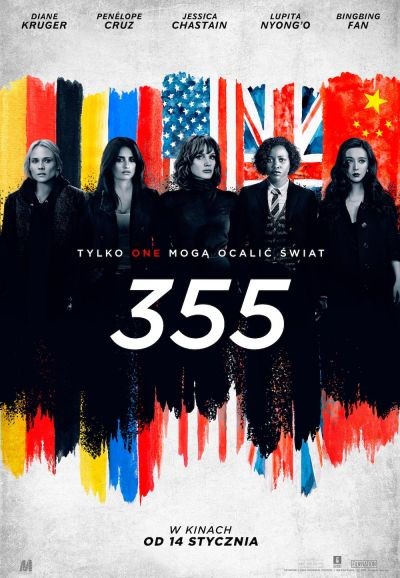 DIANE KRUGER
PENÉLOPE CRUZ
JESSICA CHASTAIN
LUPITA NYONG'O
BINGBING FAN
TYLKO ONE MOGĄ OCALIĆ ŚWIAT
355
W KINACH
OD 14 STYCZNIA